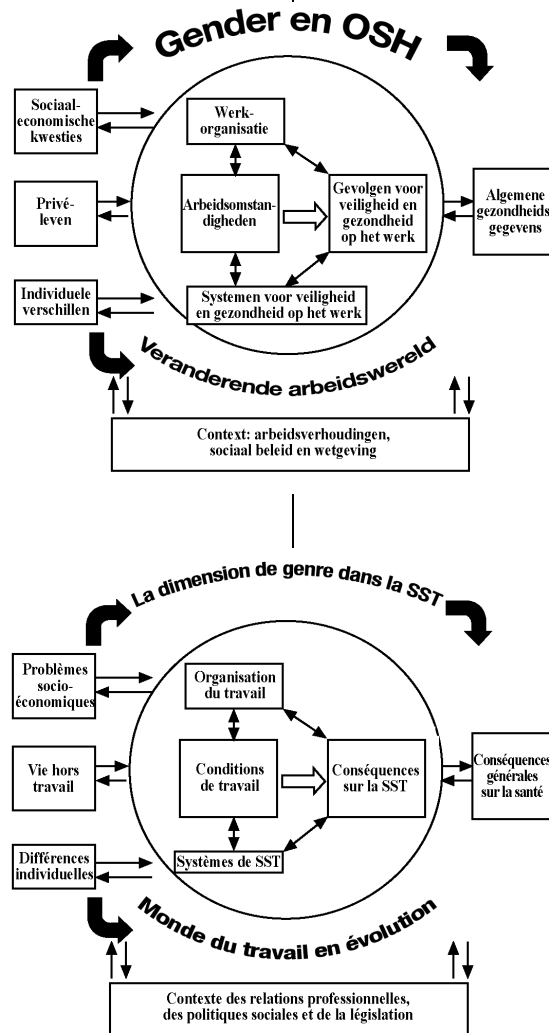 Gender en OSH
Sociaal-
economische
kwesties
Werk-
organisatie
Privé-
leven
Arbeidsomstan-
digheden
Gevolgen voor
veiligheid en
gezondheid
op het werk
Algemene
gezondheids
gegevens
Individuele
verschillen
Systemen voor veiligheid
en gezondheid op het werk
Veranderende arbeidswereld
Context: arbeidsverhoudingen,
sociaal beleid en wetgeving
La dimension de genre dans la SST
Problèmes
socio-
économiques
Organisation
du travail
Vie hors
travail
Conditions
de travail
Conséquences
sur la SST
Conséquences
générales
sur la santé
Différences
individuelles
Systèmes de SST
Monde du travail en évolution
Contexte des relations professionnelles,
des politiques sociales et de la législation